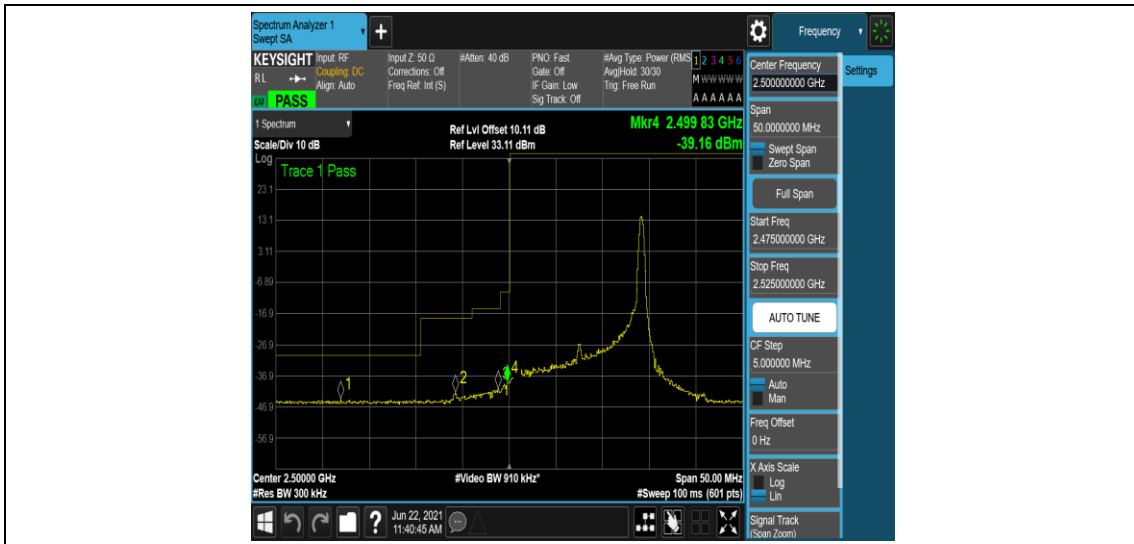 Spectrum Analyzer 1
Swept SA
+
Frequency
KEYSIGHT
RL
LXI
PASS
Input: RF
Coupling: DC
Align: Auto
Input Z: 50 Ω
Corrections: Off
Freq Ref: Int (S)
#Atten: 40 dB
PNO: Fast
Gate: Off
IF Gain: Low
Sig Track: Off
#Avg Type: Power (RMS
Avg|Hold: 30/30
Trig: Free Run
1 2 3 4 5 6
M W W W W W
A A A A A A
1 Spectrum
Scale/Div 10 dB
Ref Lvl Offset 10.11 dB
Ref Level 33.11 dBm
Mkr4 2.499 83 GHz
-39.16 dBm
Log
Trace 1 Pass
23.1
13.1
3.11
-6.89
-16.9
-26.9
-36.9
-46.9
-56.9
1
2
4
Center 2.50000 GHz
#Res BW 300 kHz
#Video BW 910 kHz*
Span 50.00 MHz
#Sweep 100 ms (601 pts)
?
Jun 22, 2021
11:40:45 AM
Center Frequency
2.500000000 GHz
Settings
Span
50.0000000 MHz
Swept Span
Zero Span
Full Span
Start Freq
2.475000000 GHz
Stop Freq
2.525000000 GHz
AUTO TUNE
CF Step
5.000000 MHz
Auto
Man
Freq Offset
0 Hz
X Axis Scale
Log
Lin
Signal Track
(Span Zoom)